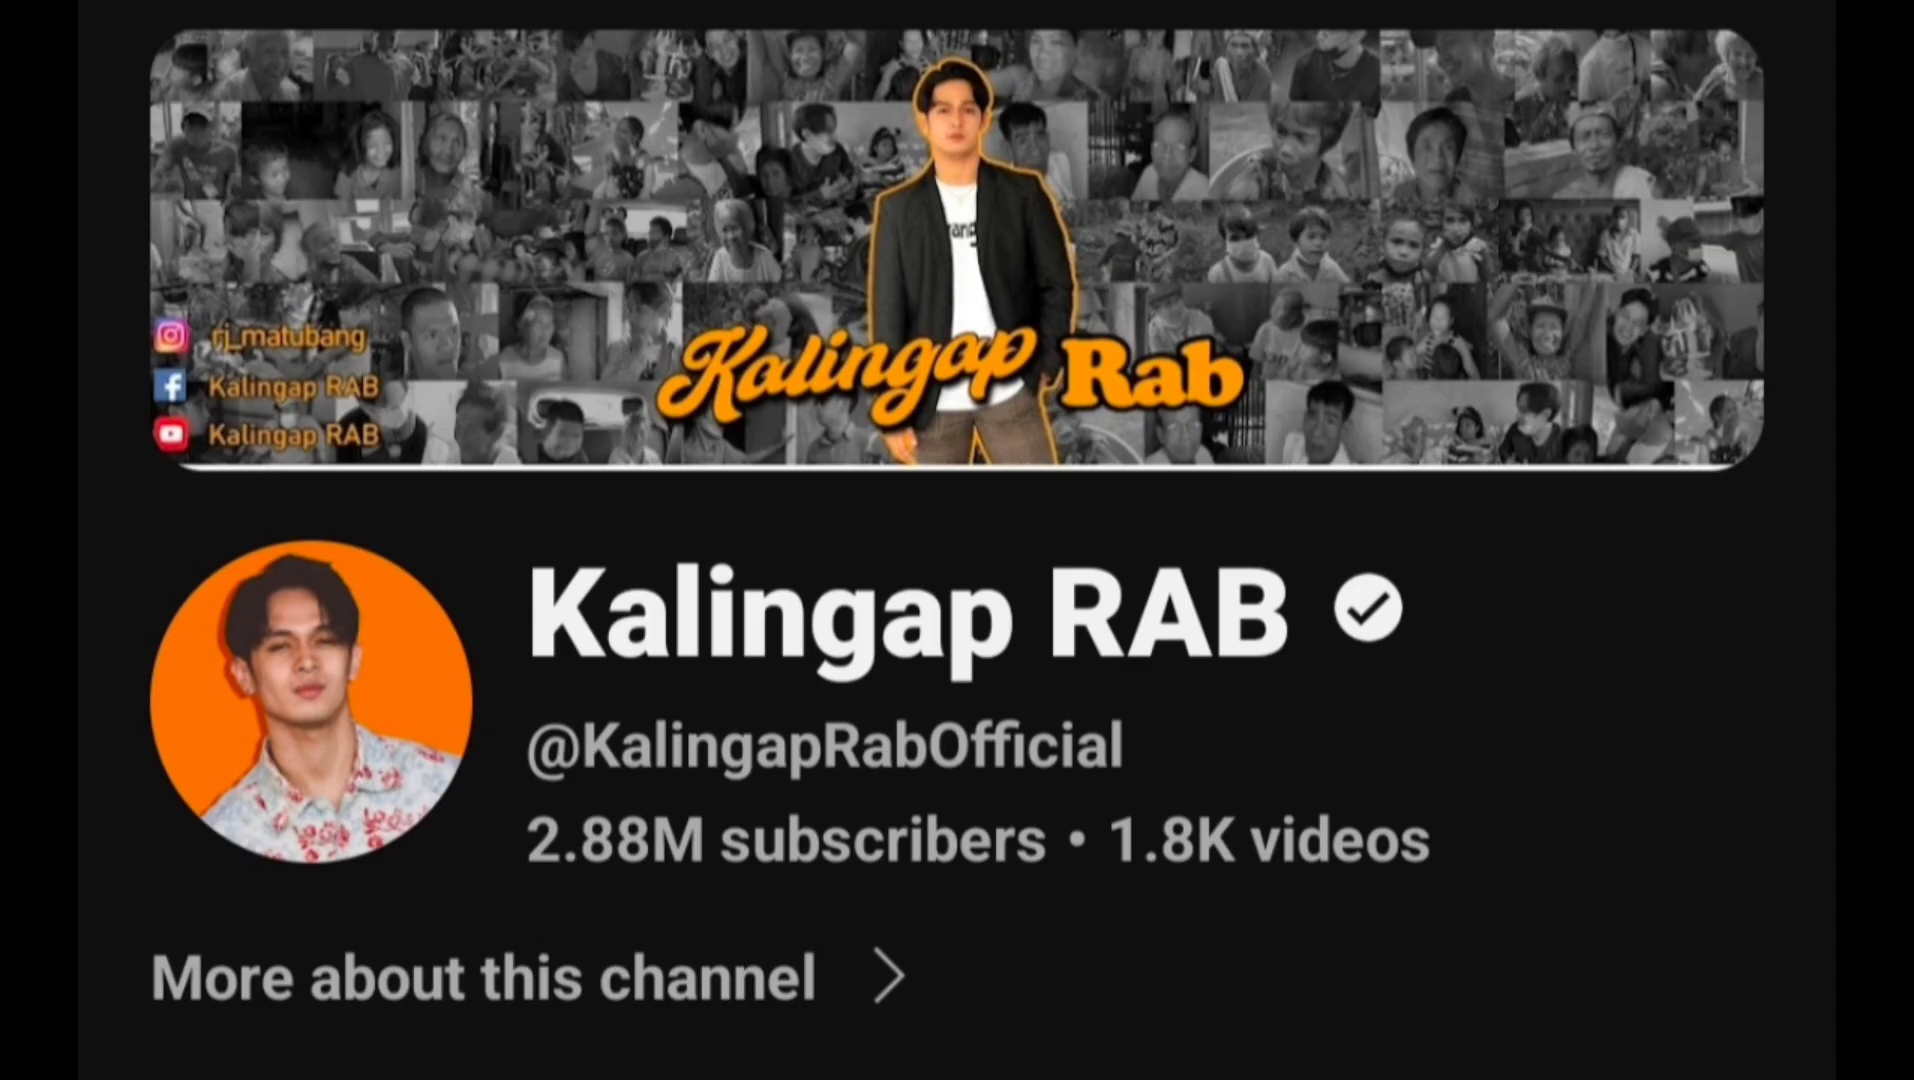 rj_matubang
Kalingap RAB
Kalingap RAB
Kalingap Rab
Kalingap RAB
@KalingapRabOfficial
2.88M subscribers • 1.8K videos
More about this channel